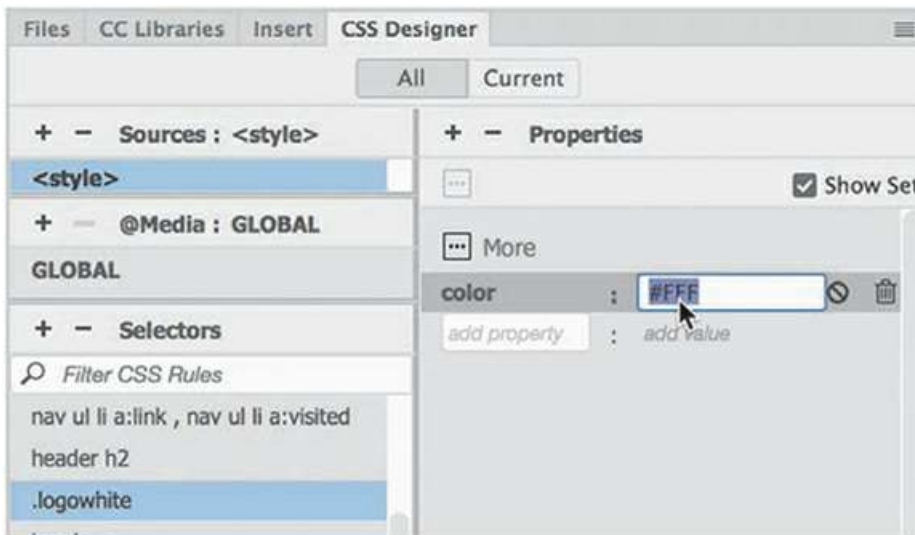 Files CC Libraries Insert CSS Designer
All Current
+ - Sources : <style>
<style>
+ - @Media : GLOBAL
GLOBAL
+ - Selectors
Filter CSS Rules
nav ul li a:link , nav ul li a:visited
header h2
.logowhite
+ - Properties
Show Set
More
color : #FFF
add property : add value